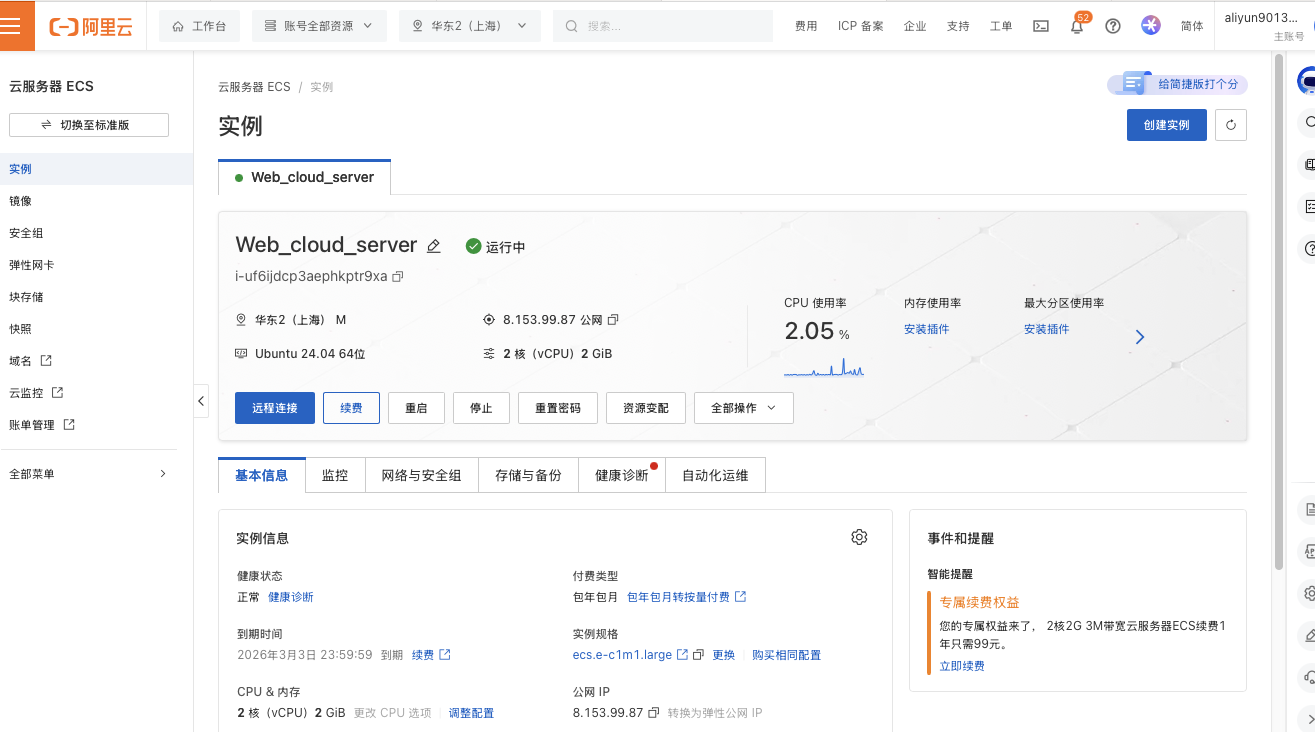 阿里云
工作台
账号全部资源
华东2（上海）
搜索...
费用
ICP 备案
企业
支持
工单
52
简体
aliyun9013...
主账号
云服务器 ECS
切换至标准版
实例
镜像
安全组
弹性网卡
块存储
快照
域名
云监控
账单管理
全部菜单
云服务器 ECS / 实例
给简捷版打个分
实例
创建实例
Web_cloud_server
Web_cloud_server 运行中
i-uf6ijdcp3aephkptr9xa
华东2（上海） M
8.153.99.87 公网
Ubuntu 24.04 64位
2 核（vCPU）2 GiB
CPU 使用率
2.05 %
内存使用率
安装插件
最大分区使用率
安装插件
远程连接
续费
重启
停止
重置密码
资源变配
全部操作
基本信息
监控
网络与安全组
存储与备份
健康诊断
自动化运维
实例信息
健康状态
正常 健康诊断
付费类型
包年包月 包年包月转按量付费
到期时间
2026年3月3日 23:59:59 到期 续费
实例规格
ecs.e-c1m1.large 更换 购买相同配置
CPU & 内存
2 核（vCPU）2 GiB 更改 CPU 选项 调整配置
公网 IP
8.153.99.87 转换为弹性公网 IP
事件和提醒
智能提醒
专属续费权益
您的专属权益来了， 2核2G 3M带宽云服务器ECS续费1
年只需99元。
立即续费